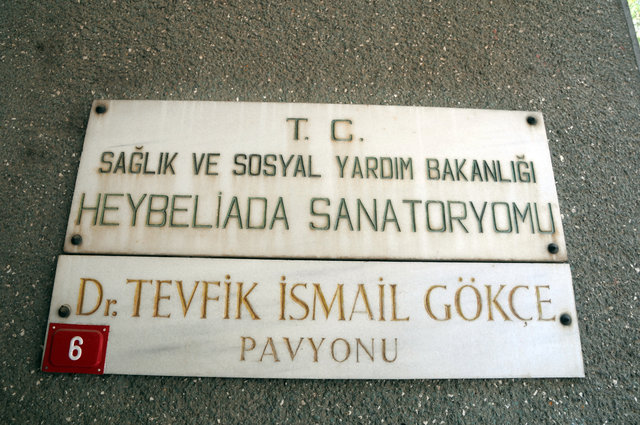 T. C.
SAĞLIK VE SOSYAL YARDIM BAKANLIĞI
HEYBELİADA SANATORYOMU
Dr. TEVFİK İSMAİL GÖKÇE
PAVYONU
6